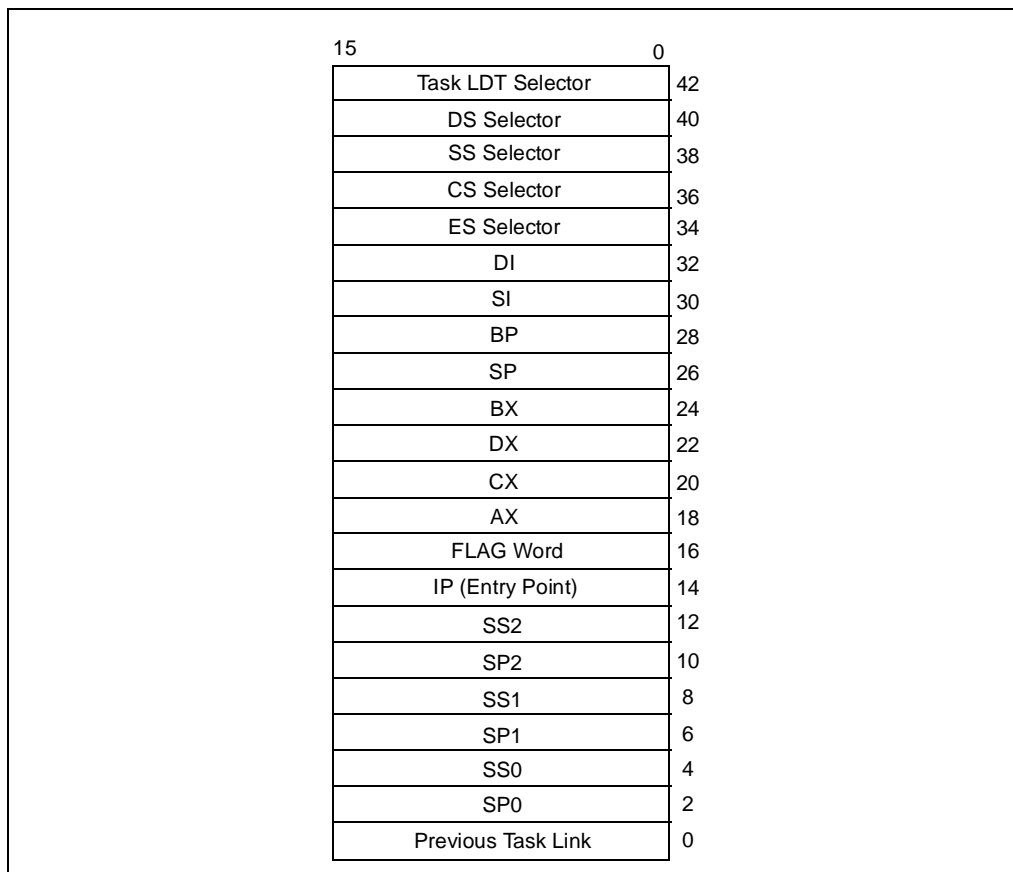 15 0
Task LDT Selector 42
DS Selector 40
SS Selector 38
CS Selector 36
ES Selector 34
DI 32
SI 30
BP 28
SP 26
BX 24
DX 22
CX 20
AX 18
FLAG Word 16
IP (Entry Point) 14
SS2 12
SP2 10
SS1 8
SP1 6
SS0 4
SP0 2
Previous Task Link 0